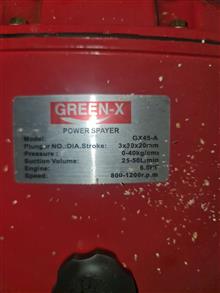 GREEN-X
POWER SPAYER
Model: GX45-A
Plunger NO.:DIA.Stroke: 3x30x20mm
Pressure: 0-40kg/cm2
Suction Volume: 25-50L/min
Engine:
Speed: 800-1200r.p.m